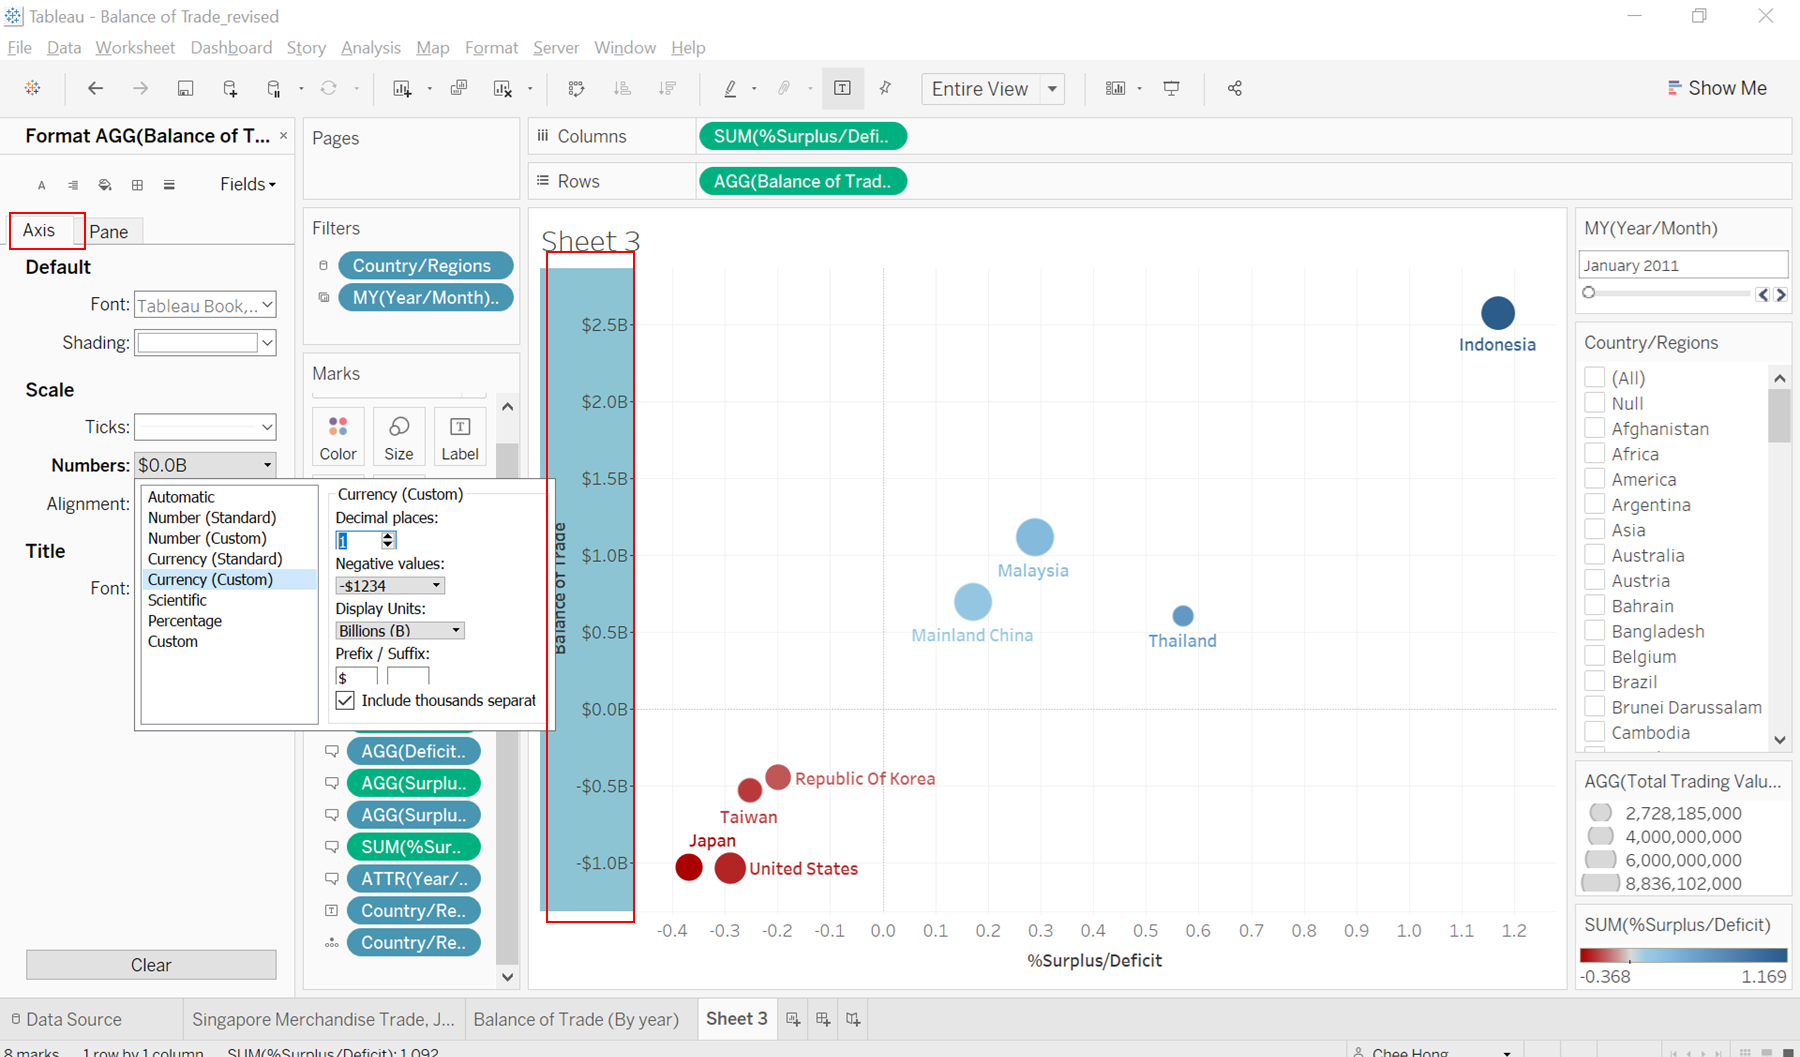 Tableau - Balance of Trade_revised
File Data Worksheet Dashboard Story Analysis Map Format Server Window Help
Entire View
Show Me
Format AGG(Balance of T... ×
Fields
Axis
Pane
Default
Font: Tableau Book,..
Shading:
Scale
Ticks:
Numbers: $0.0B
Alignment:
Title
Font:
Automatic
Number (Standard)
Number (Custom)
Currency (Standard)
Currency (Custom)
Scientific
Percentage
Custom
Currency (Custom)
Decimal places:
1
Negative values:
-$1234
Display Units:
Billions (B)
Prefix / Suffix:
$
Include thousands separat
Clear
Pages
Filters
Country/Regions
MY(Year/Month)..
Marks
Color
Size
Label
AGG(Deficit..
AGG(Surplu..
AGG(Surplu..
SUM(%Sur..
ATTR(Year/..
Country/Re..
Country/Re..
Columns
SUM(%Surplus/Defi..
Rows
AGG(Balance of Trad..
Sheet 3
Balance of Trade
$2.5B
$2.0B
$1.5B
$1.0B
$0.5B
$0.0B
-$0.5B
-$1.0B
Indonesia
Malaysia
Mainland China
Thailand
Republic Of Korea
Taiwan
Japan
United States
-0.4 -0.3 -0.2 -0.1 0.0 0.1 0.2 0.3 0.4 0.5 0.6 0.7 0.8 0.9 1.0 1.1 1.2
%Surplus/Deficit
MY(Year/Month)
January 2011
Country/Regions
(All)
Null
Afghanistan
Africa
America
Argentina
Asia
Australia
Austria
Bahrain
Bangladesh
Belgium
Brazil
Brunei Darussalam
Cambodia
AGG(Total Trading Valu...
2,728,185,000
4,000,000,000
6,000,000,000
8,836,102,000
SUM(%Surplus/Deficit)
-0.368 1.169
Data Source
Singapore Merchandise Trade, J...
Balance of Trade (By year)
Sheet 3
8 marks 1 row by 1 column SUM(%Surplus/Deficit): 1.092
Chee Hong